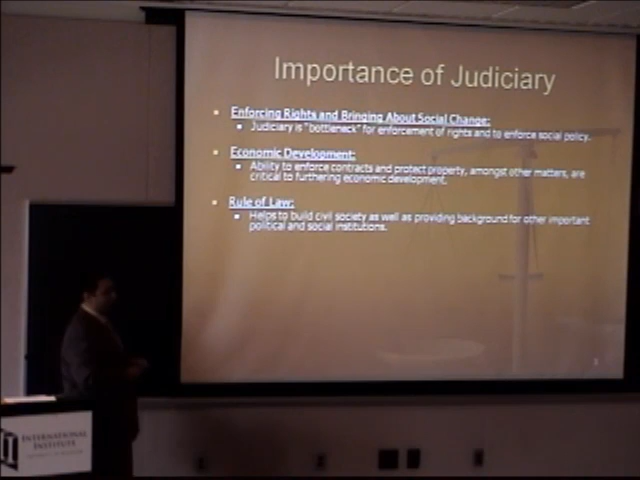 Importance of Judiciary
Enforcing Rights and Bringing About Social Change:
Judiciary is "bottleneck" for enforcement of rights and to enforce social policy.
Economic Development:
Ability to enforce contracts and protect property, amongst other matters, are
critical to furthering economic development.
Rule of Law:
Helps to build civil society as well as providing background for other important
political and social institutions.
INTERNATIONAL
INSTITUTE